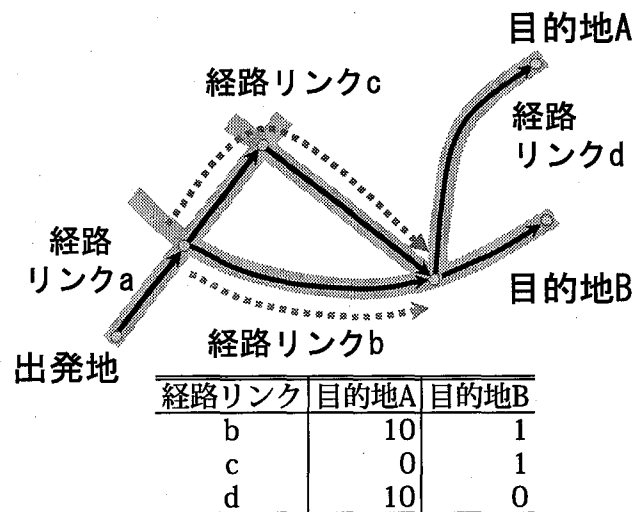 目的地A
経路リンクc
経路
リンクd
経路
リンクa
目的地B
経路リンクb
出発地
経路リンク 目的地A 目的地B
b 10 1
c 0 1
d 10 0